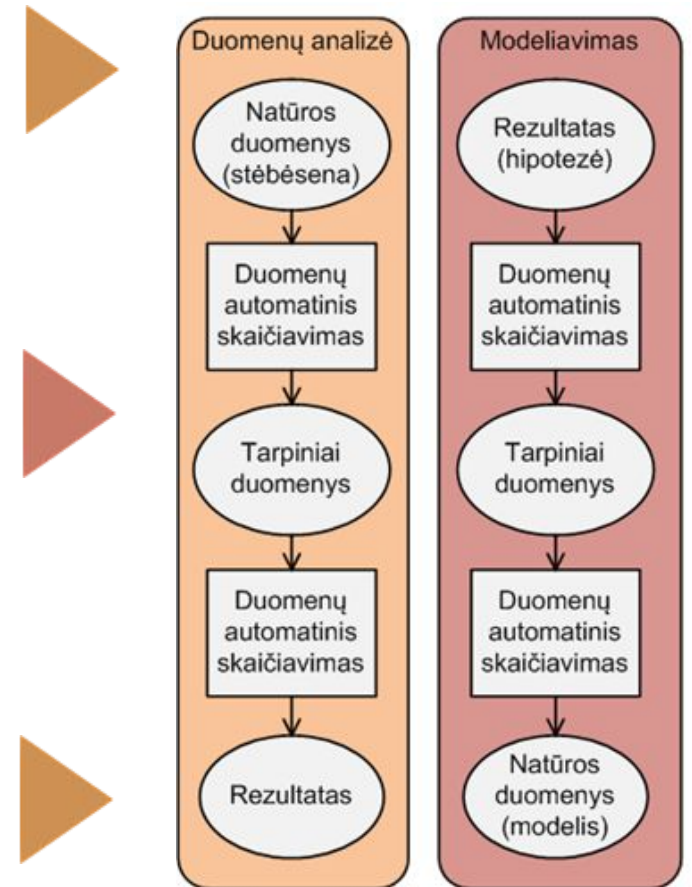 Duomenų analizė
Natūros
duomenys
(stėbėsena)
Duomenų
automatinis
skaičiavimas
Tarpiniai
duomenys
Duomenų
automatinis
skaičiavimas
Rezultatas
Modeliavimas
Rezultatas
(hipotezė)
Duomenų
automatinis
skaičiavimas
Tarpiniai
duomenys
Duomenų
automatinis
skaičiavimas
Natūros
duomenys
(modelis)